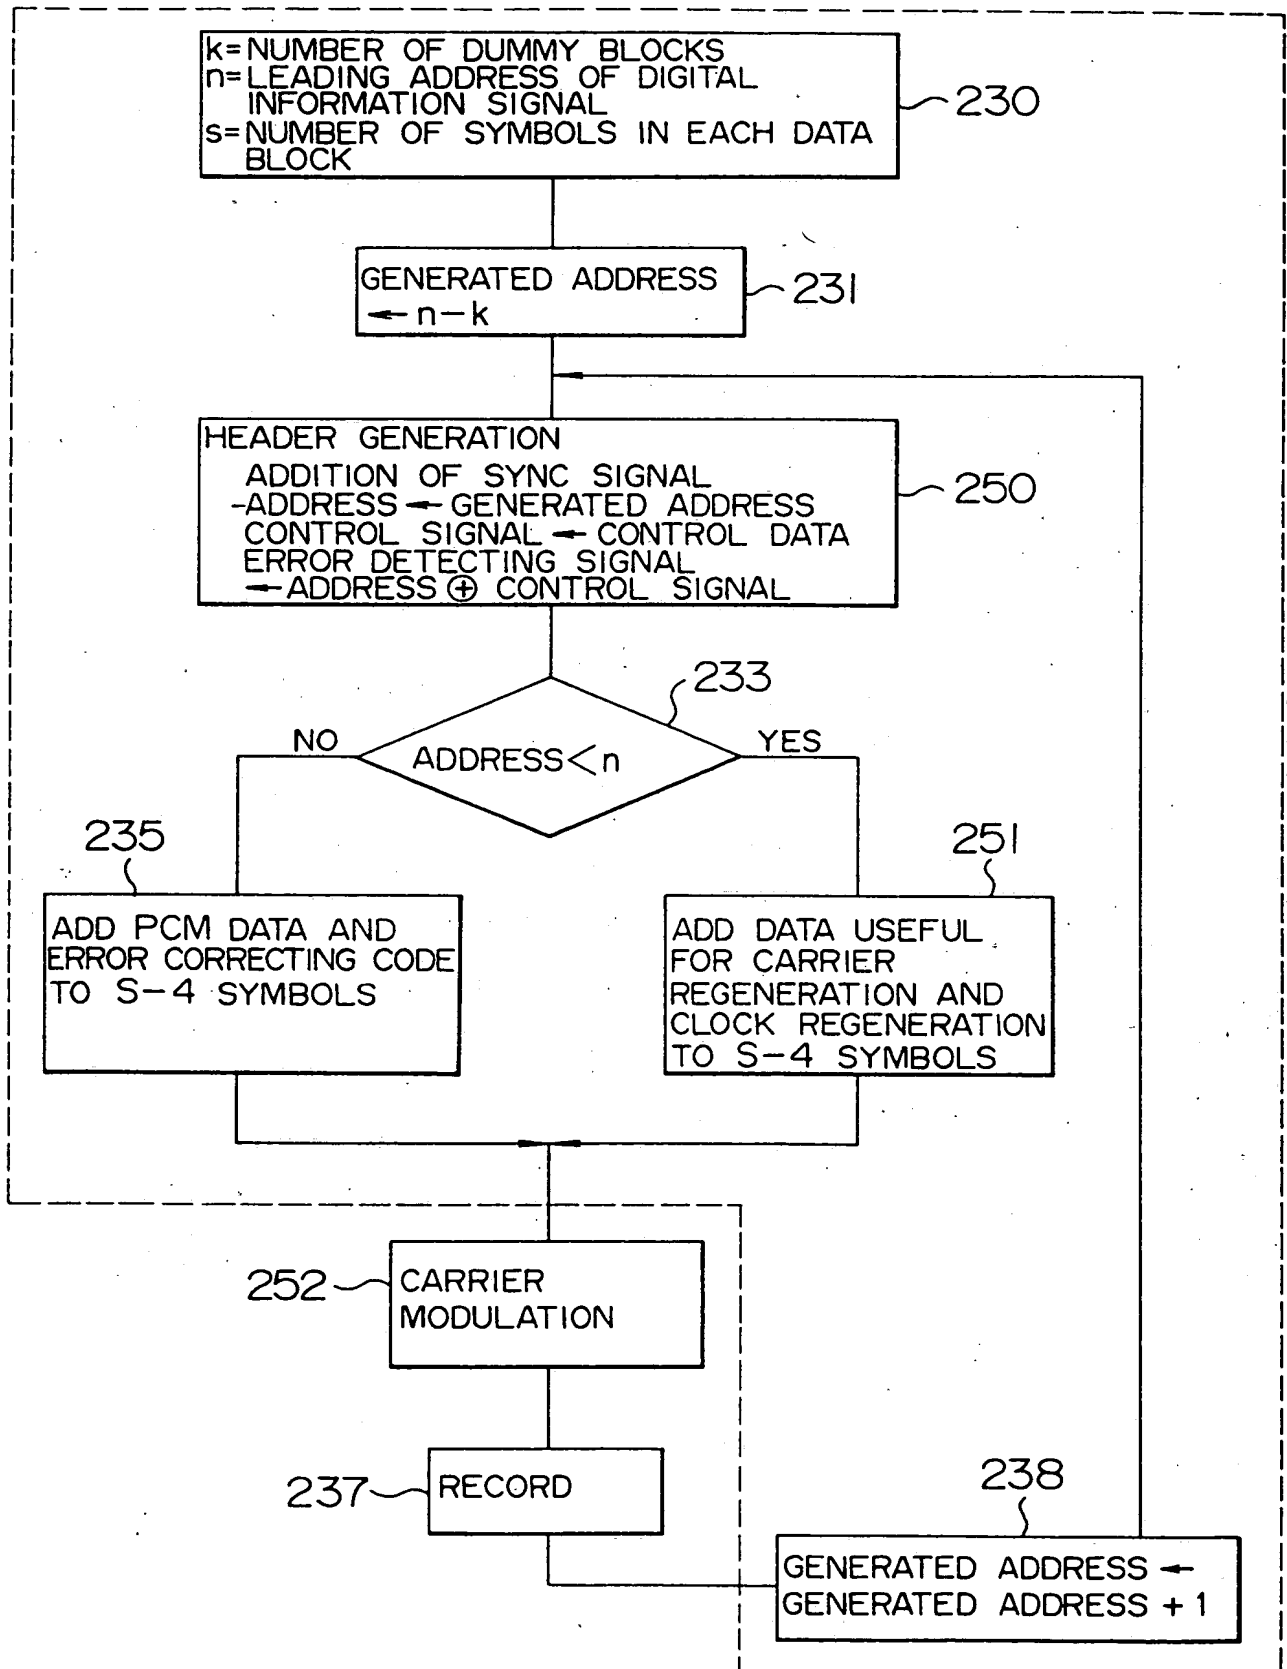 k=NUMBER OF DUMMY BLOCKS
n=LEADING ADDRESS OF DIGITAL
INFORMATION SIGNAL
s=NUMBER OF SYMBOLS IN EACH DATA
BLOCK
230
GENERATED ADDRESS
← n-k
231
HEADER GENERATION
ADDITION OF SYNC SIGNAL
-ADDRESS ← GENERATED ADDRESS
CONTROL SIGNAL ← CONTROL DATA
ERROR DETECTING SIGNAL
← ADDRESS ⊕ CONTROL SIGNAL
250
233
NO
ADDRESS<n
YES
235
ADD PCM DATA AND
ERROR CORRECTING CODE
TO S-4 SYMBOLS
251
ADD DATA USEFUL
FOR CARRIER
REGENERATION AND
CLOCK REGENERATION
TO S-4 SYMBOLS
252
CARRIER
MODULATION
237
RECORD
238
GENERATED ADDRESS ←
GENERATED ADDRESS +1